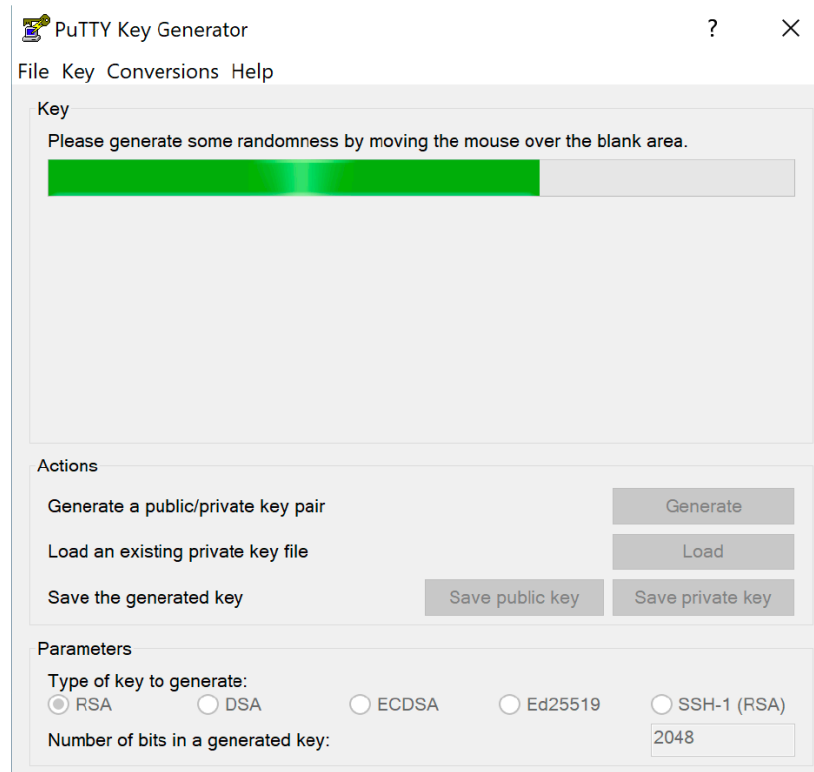 PuTTY Key Generator ? ×
File Key Conversions Help
Key
Please generate some randomness by moving the mouse over the blank area.
Actions
Generate a public/private key pair Generate
Load an existing private key file Load
Save the generated key Save public key Save private key
Parameters
Type of key to generate:
RSA DSA ECDSA Ed25519 SSH-1 (RSA)
Number of bits in a generated key: 2048